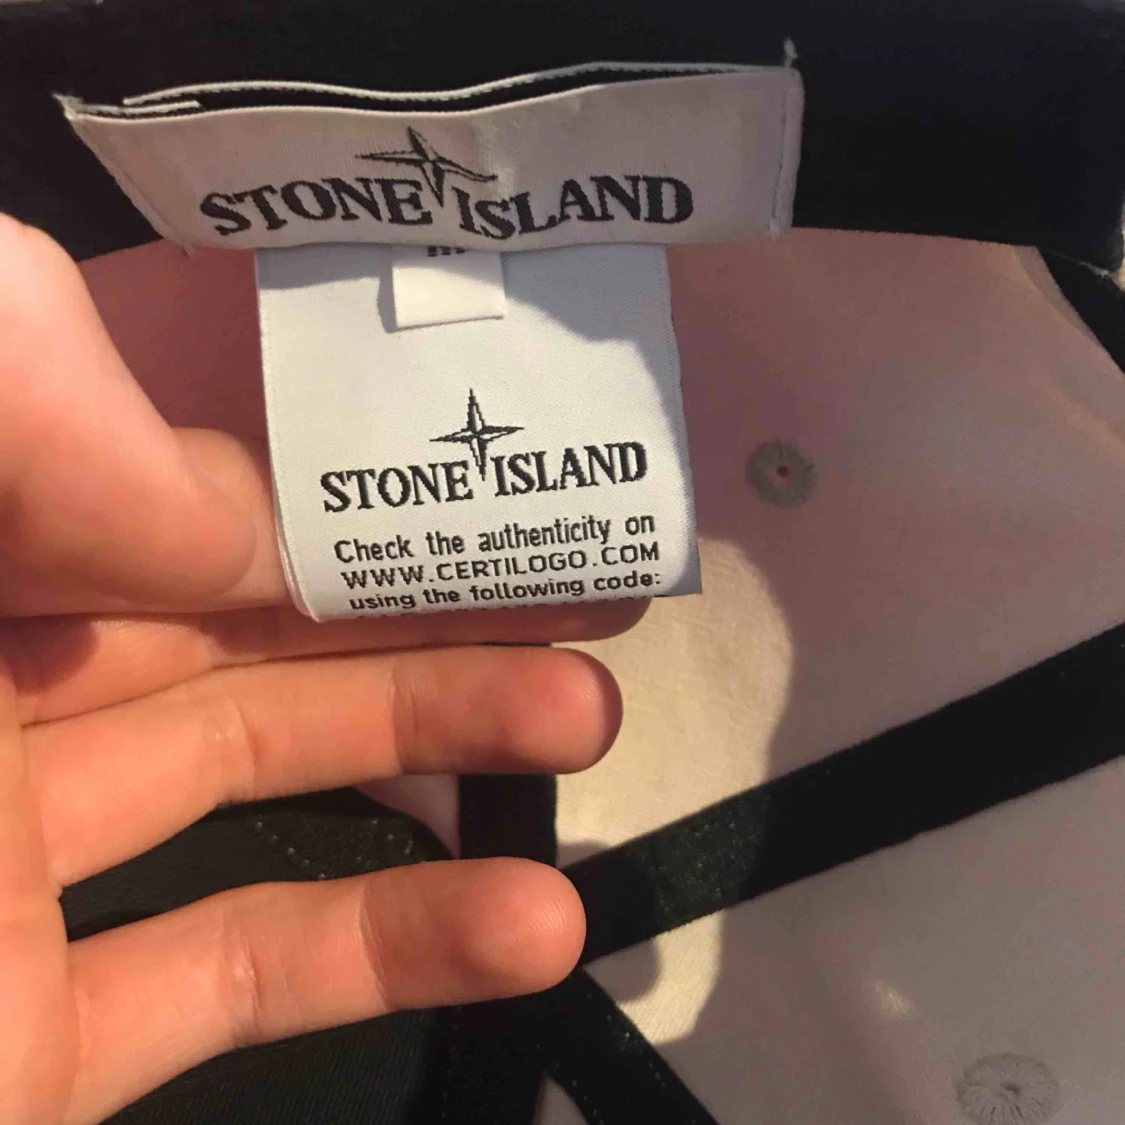 STONE ISLAND
STONE ISLAND
Check the authenticity on
WWW.CERTILOGO.COM
using the following code: